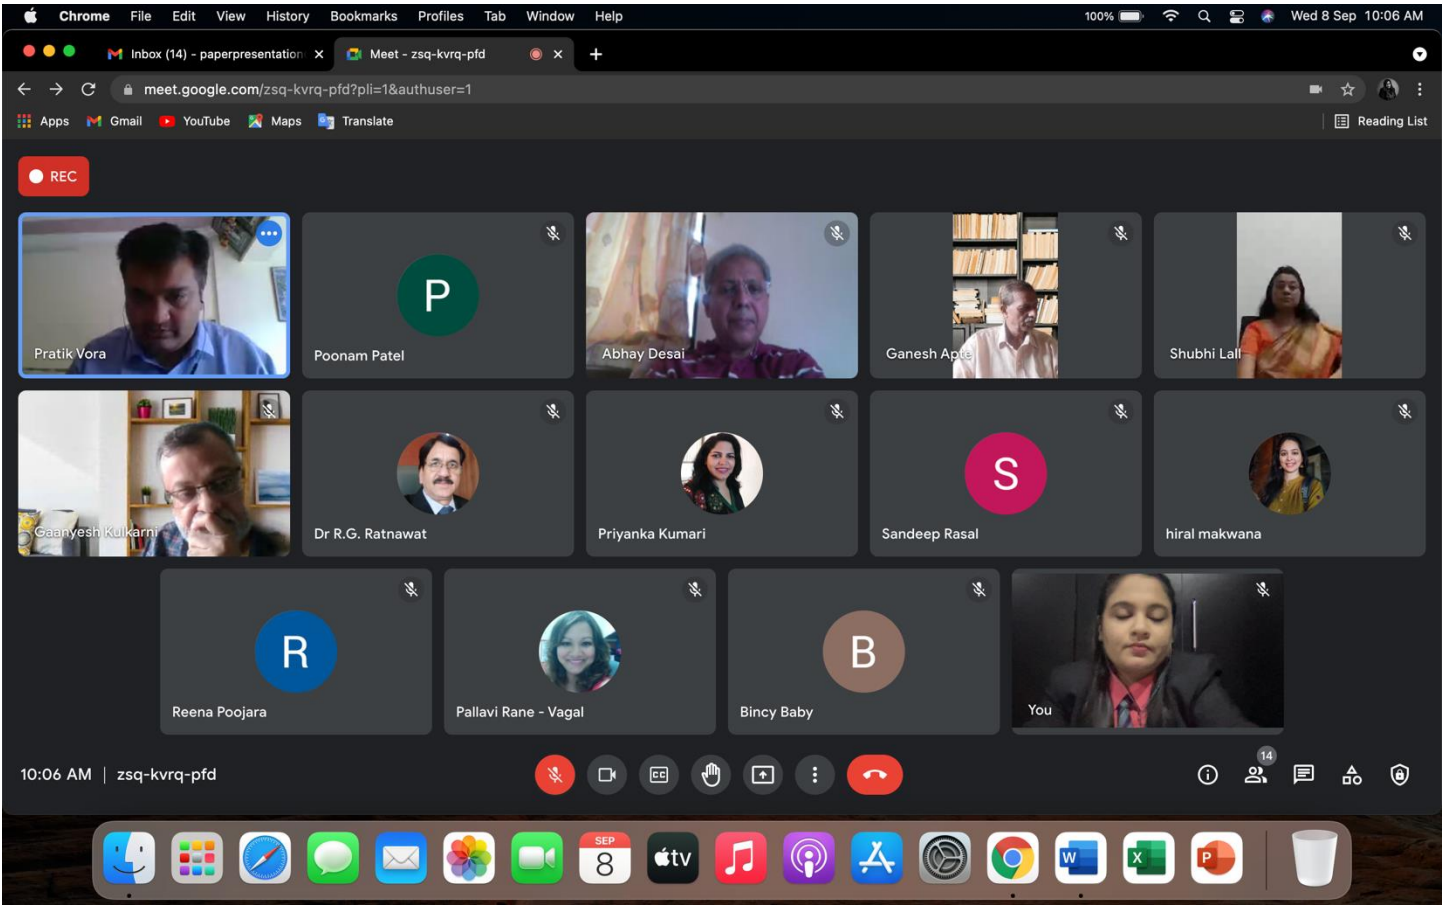 Chrome File Edit View History Bookmarks Profiles Tab Window Help 100% Wed 8 Sep 10:06 AM
Inbox (14) - paperpresentation Meet - zsq-kvrq-pfd
meet.google.com/zsq-kvrq-pfd?pli=1&authuser=1
Apps Gmail YouTube Maps Translate Reading List
REC
P
Pratik Vora Poonam Patel Abhay Desai Ganesh Apte Shubhi Lall
S
Gaanyesh Kulkarni Dr R.G. Ratnawat Priyanka Kumari Sandeep Rasal hiral makwana
R B
Reena Poojara Pallavi Rane - Vagal Bincy Baby You
10:06 AM | zsq-kvrq-pfd CC 14
SEP
8 tv W X P